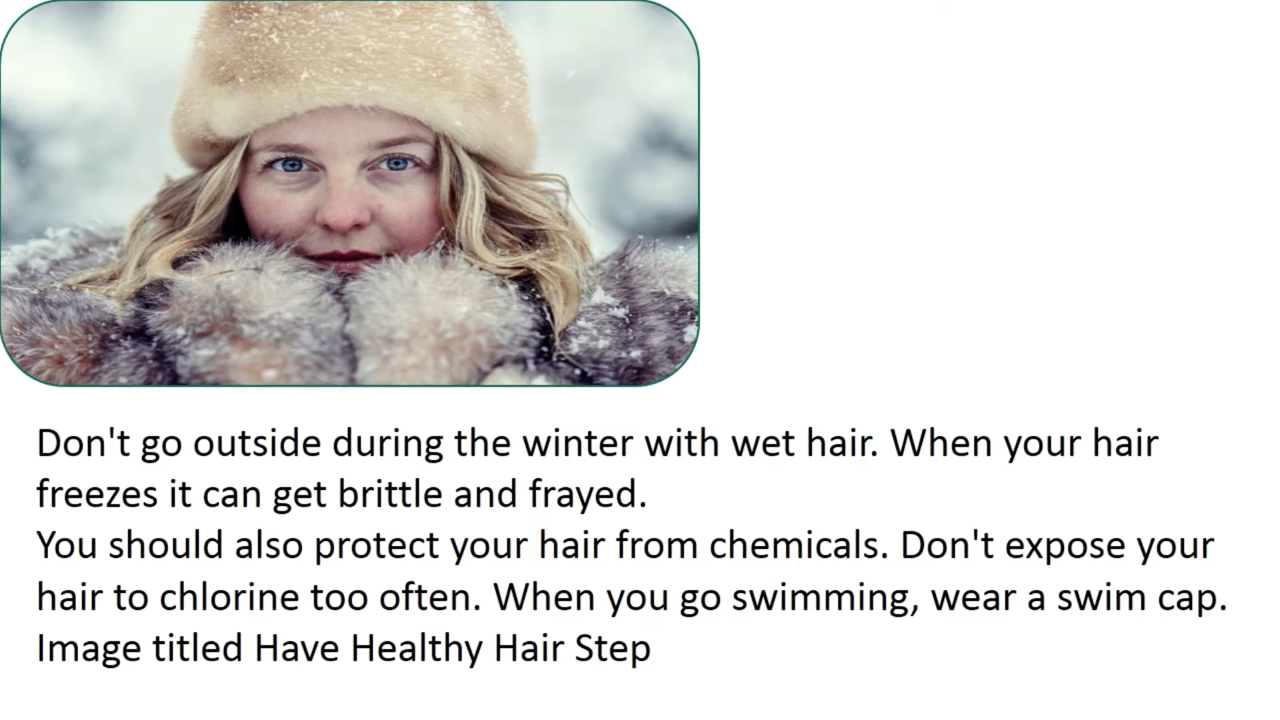 Don't go outside during the winter with wet hair. When your hair
freezes it can get brittle and frayed.
You should also protect your hair from chemicals. Don't expose your
hair to chlorine too often. When you go swimming, wear a swim cap.
Image titled Have Healthy Hair Step